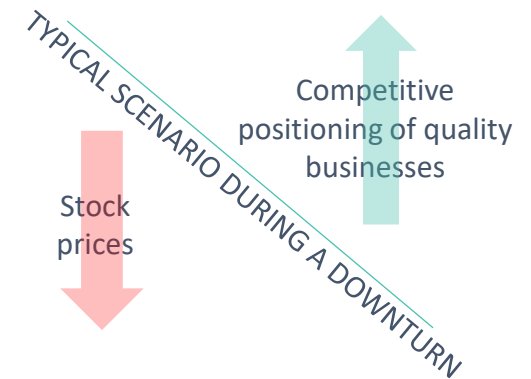 TYPICAL SCENARIO DURING A DOWNTURN
Competitive
positioning of quality
businesses
Stock
prices